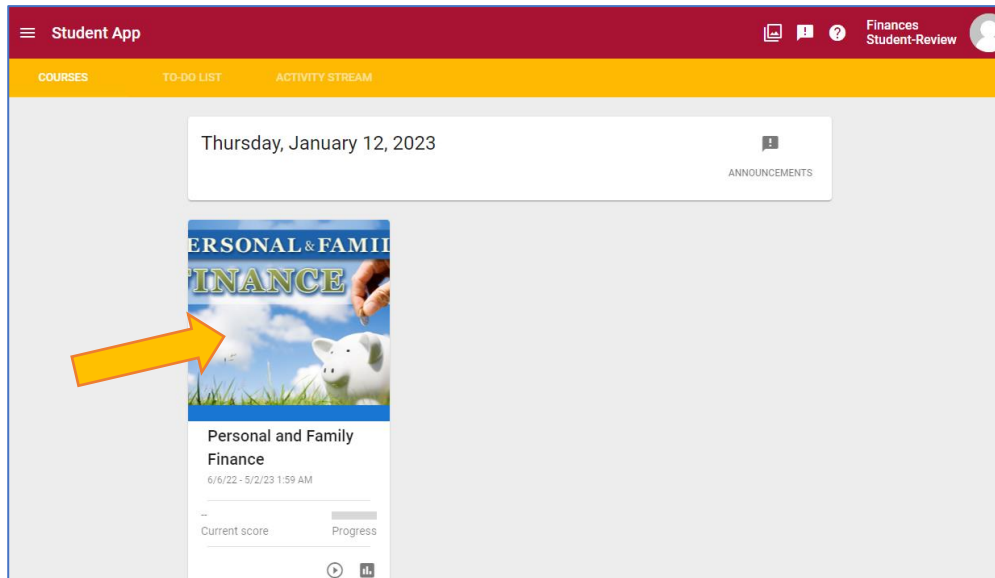 Student App
Finances
Student-Review
COURSES TO-DO LIST ACTIVITY STREAM
Thursday, January 12, 2023
ANNOUNCEMENTS
ERSONAL & FAMI
FINANCE
Personal and Family
Finance
6/6/22 - 5/2/23 1:59 AM
--
Current score Progress